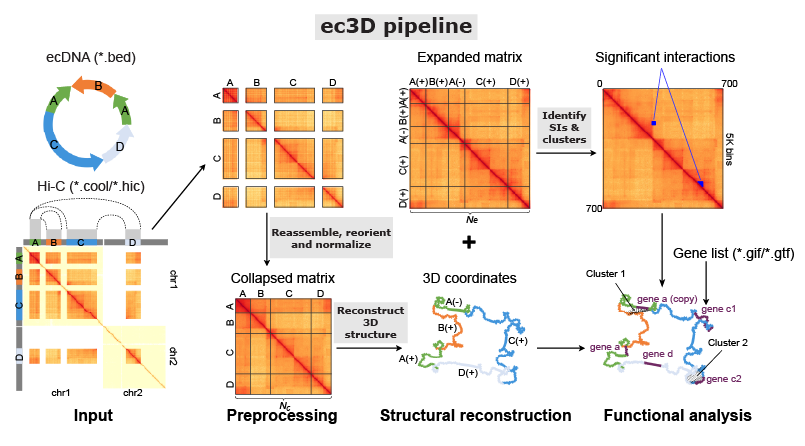 ec3D pipeline
ecDNA (*.bed)
A
B
A
C
D
Hi-C (*.cool/*.hic)
A B C D
A
B
C
D
chr1
chr2
chr1 chr2
Input
A B C D
A
B
C
D
Reassemble, reorient
and normalize
Collapsed matrix
A B C D
A
B
C
D
Nc
Preprocessing
Expanded matrix
A(+) B(+) A(-) C(+) D(+)
A(+)
B(+)
A(-)
C(+)
D(+)
Ne
+
Reconstruct
3D
structure
3D coordinates
A(-)
B(+)
C(+)
A(+)
D(+)
Structural reconstruction
Identify
SIs &
clusters
Significant interactions
0 700
5K bins
700
Gene list (*.gif/*.gtf)
Cluster 1
gene a (copy)
gene c1
gene a
gene d
Cluster 2
gene c2
Functional analysis